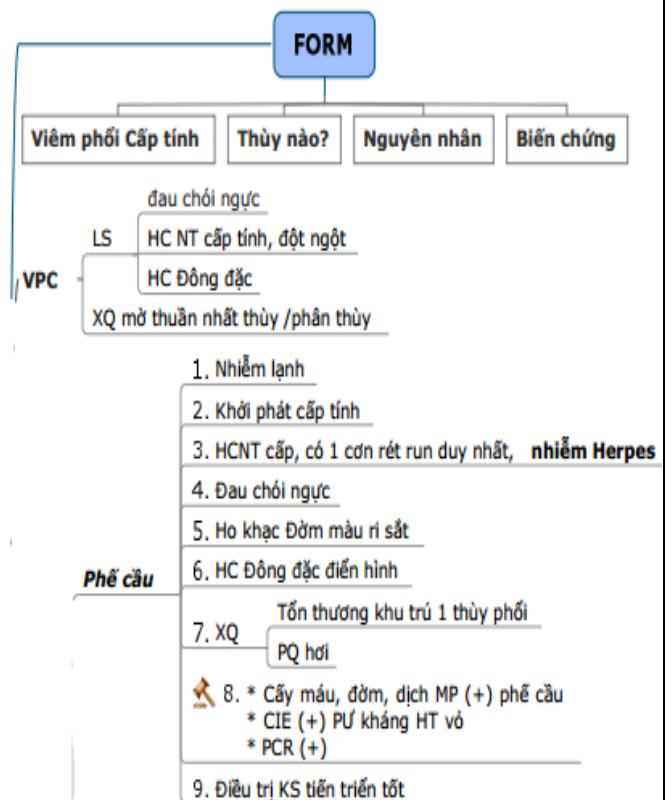 FORM
Viêm phổi Cấp tính
Thùy nào?
Nguyên nhân
Biến chứng
VPC
LS
đau chói ngực
HC NT cấp tính, đột ngột
HC Đông đặc
XQ mờ thuần nhất thùy /phân thùy
Phế cầu
1. Nhiễm lạnh
2. Khởi phát cấp tính
3. HCNT cấp, có 1 cơn rét run duy nhất, nhiễm Herpes
4. Đau chói ngực
5. Ho khạc Đờm màu ri sắt
6. HC Đông đặc điển hình
7. XQ
Tổn thương khu trú 1 thùy phổi
PQ hơi
8. * Cấy máu, đờm, dịch MP (+) phế cầu
* CIE (+) PƯ kháng HT vỏ
* PCR (+)
9. Điều trị KS tiến triển tốt